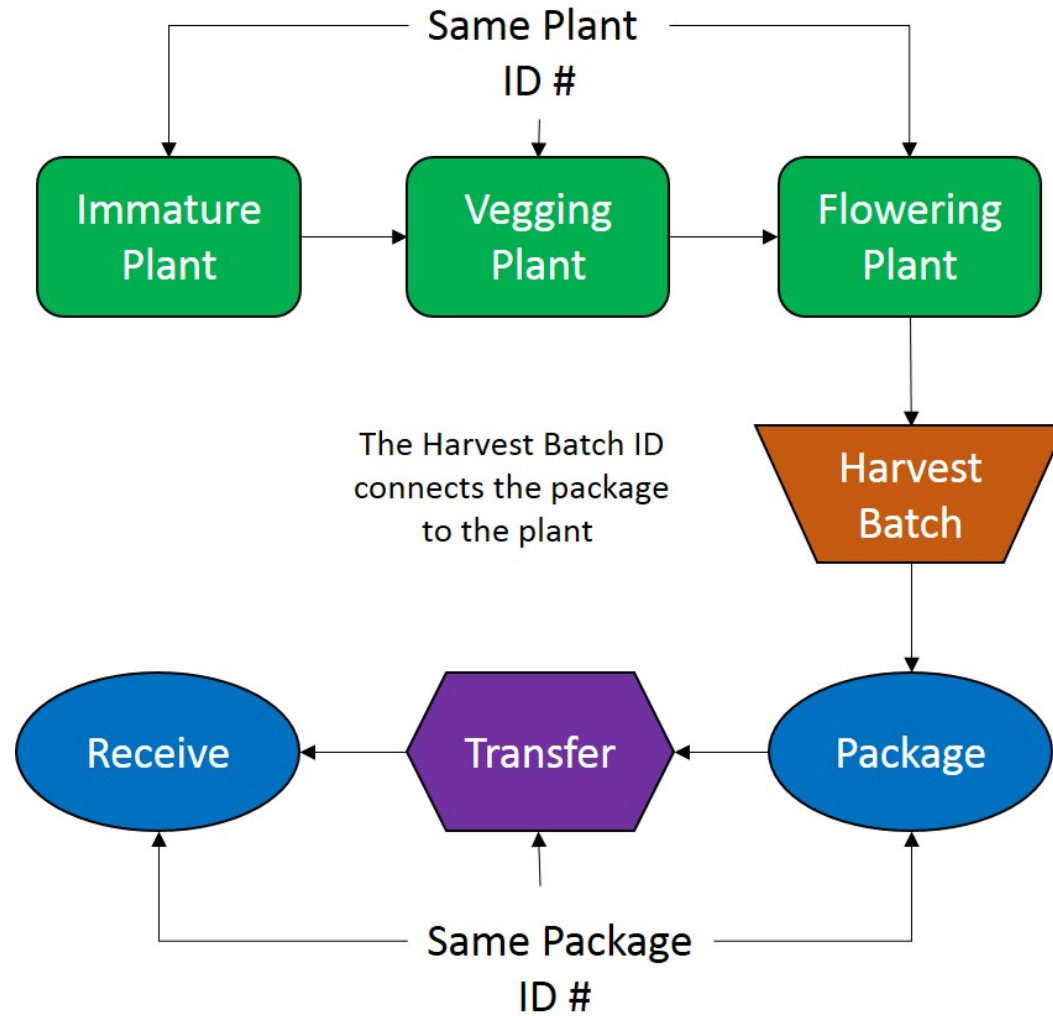 Same Plant
ID #
Immature
Plant
Vegging
Plant
Flowering
Plant
The Harvest Batch ID
connects the package
to the plant
Harvest
Batch
Receive
Transfer
Package
Same Package
ID #